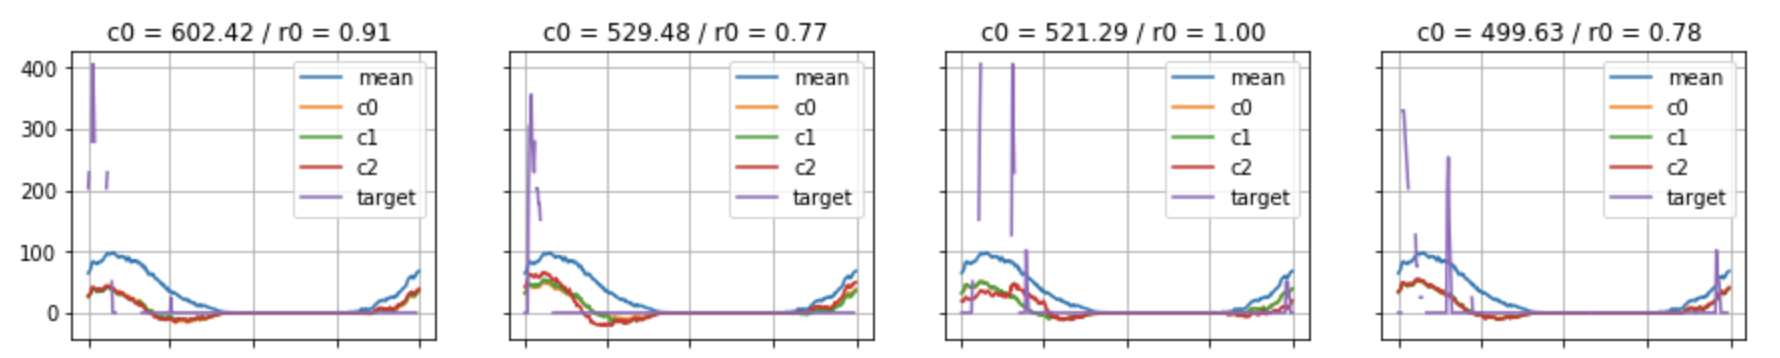 c0 = 602.42 / r0 = 0.91
c0 = 529.48 / r0 = 0.77
c0 = 521.29 / r0 = 1.00
c0 = 499.63 / r0 = 0.78
400
300
200
100
0
mean
c0
c1
c2
target
mean
c0
c1
c2
target
mean
c0
c1
c2
target
mean
c0
c1
c2
target